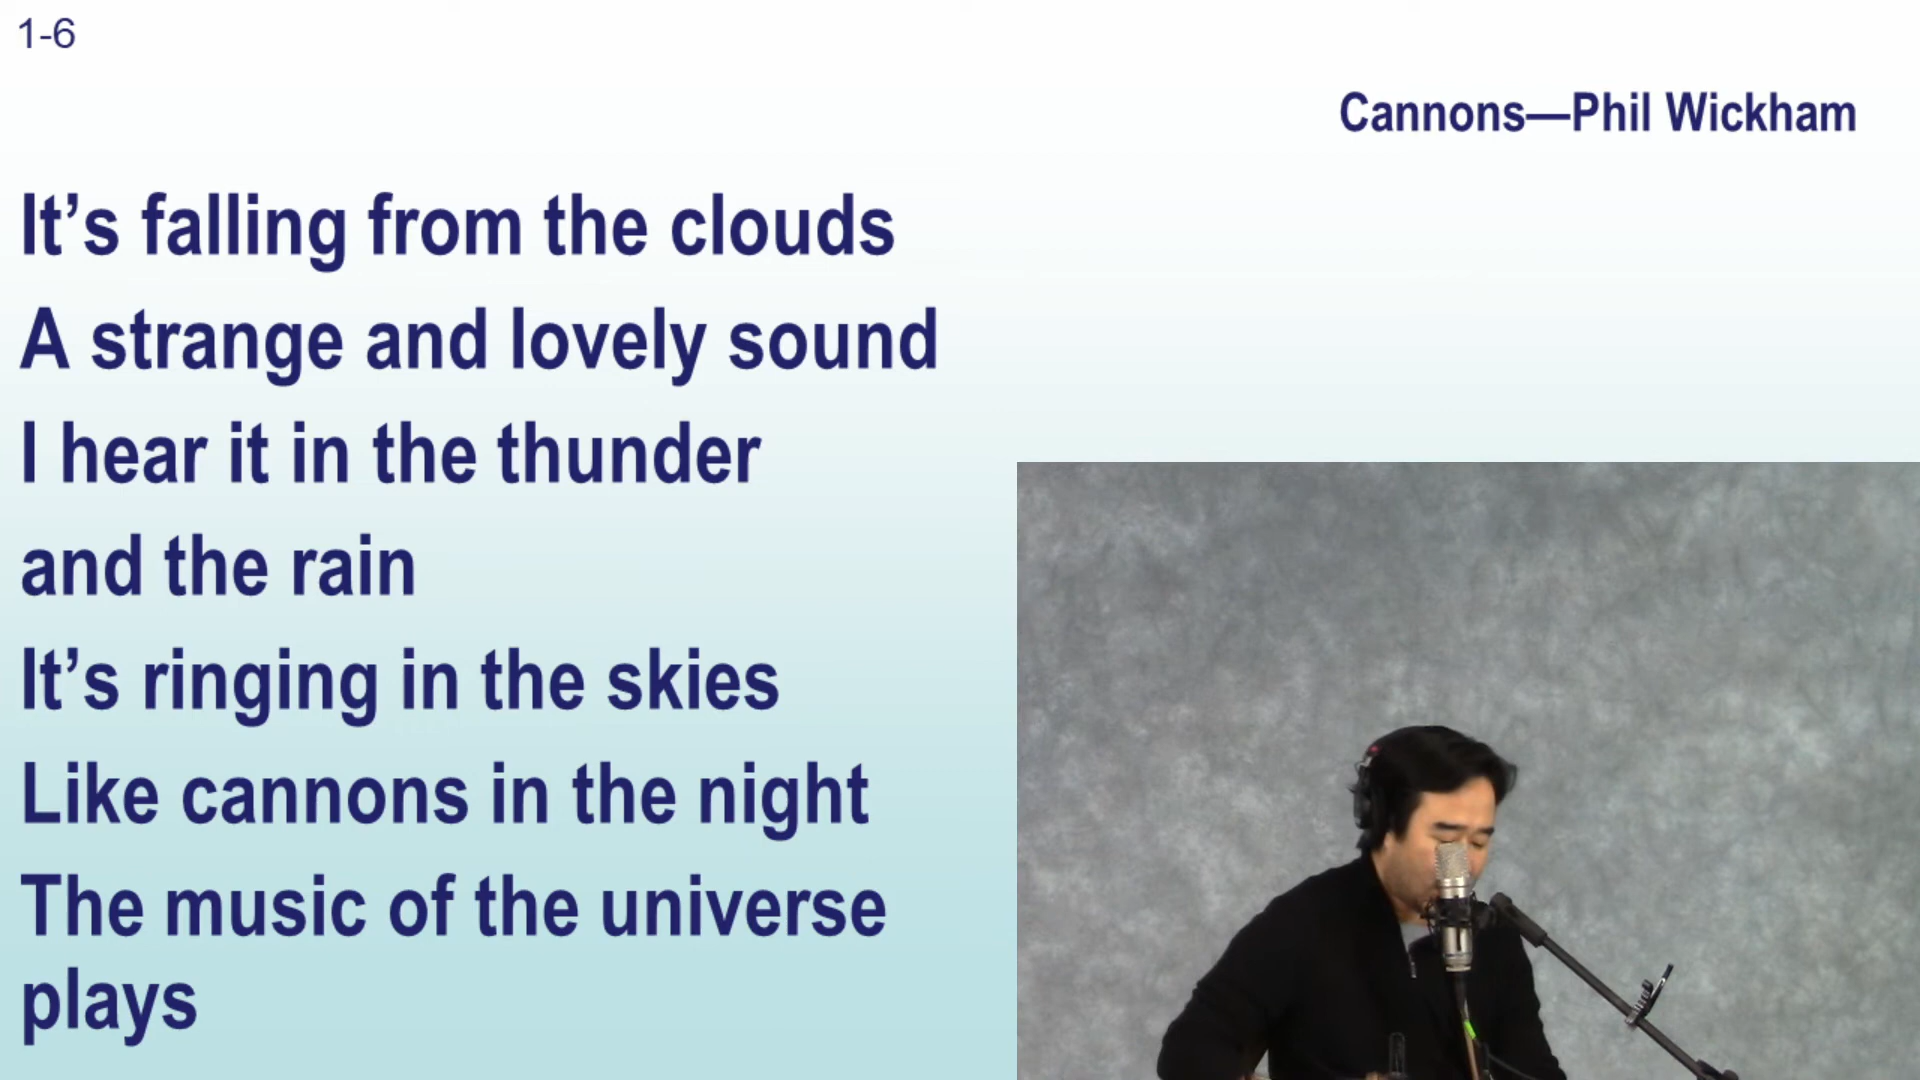 1-6
Cannons—Phil Wickham
It’s falling from the clouds
A strange and lovely sound
I hear it in the thunder
and the rain
It’s ringing in the skies
Like cannons in the night
The music of the universe
plays